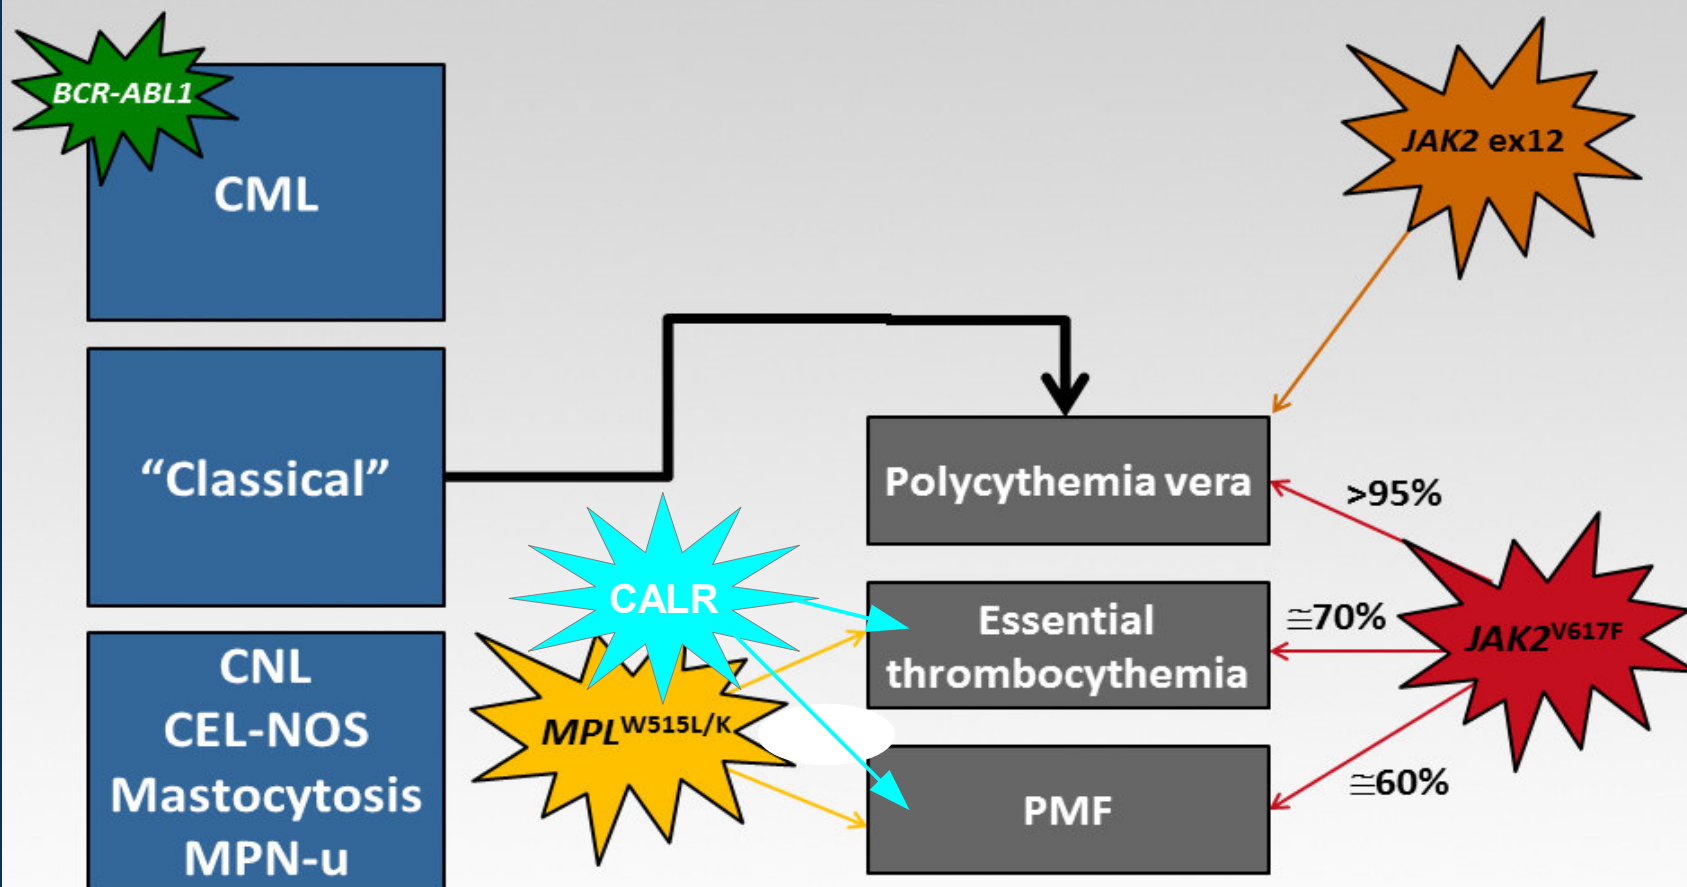 BCR-ABL1
CML
JAK2 ex12
“Classical”
Polycythemia vera
>95%
CALR
Essential
thrombocythemia
≅70%
JAK2V617F
CNL
CEL-NOS
Mastocytosis
MPN-u
MPLW515L/K
PMF
≅60%